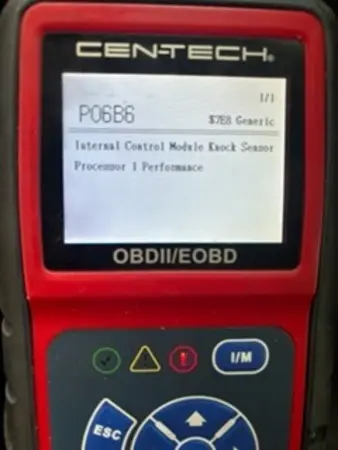 CEN-TECH®
1/1
P06B6
$7E8 Generic
Internal Control Module Knock Sensor
Processor 1 Performance
OBDII/EOBD
I/M
ESC